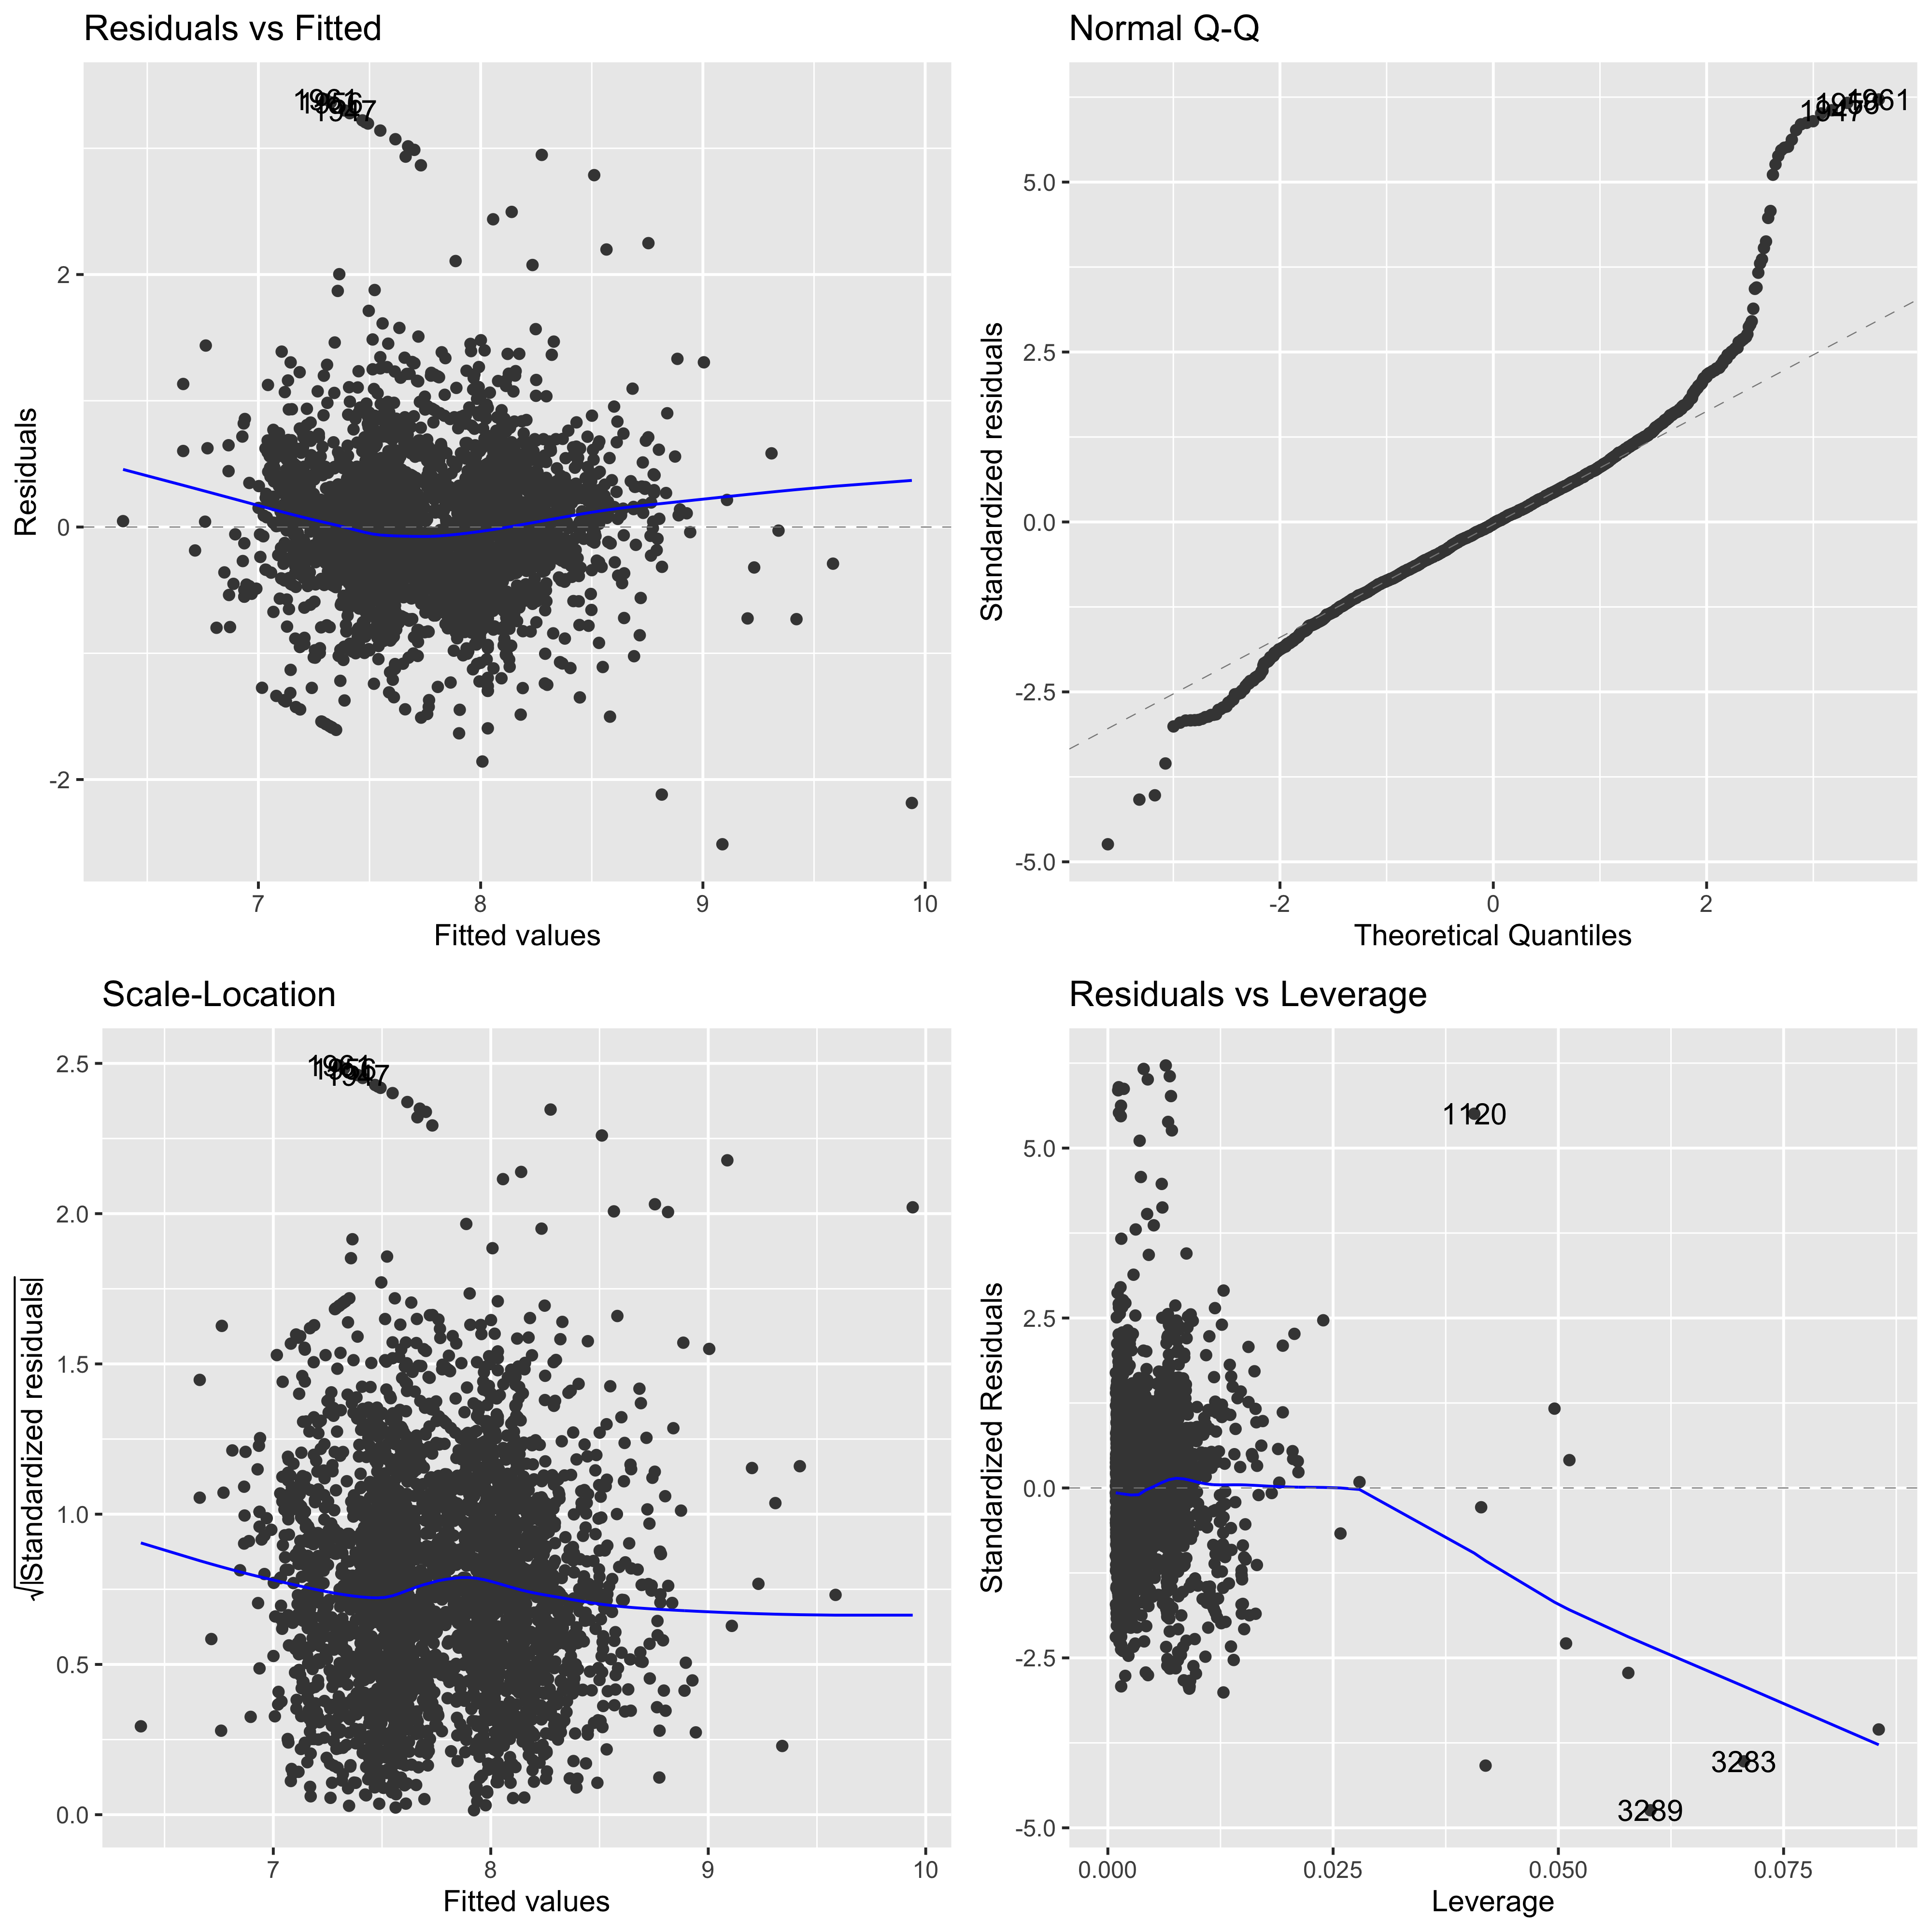 Residuals vs Fitted
1961
1947
2
0
-2
Residuals
7 8 9 10
Fitted values
Normal Q-Q
1961
1947
5.0
2.5
0.0
-2.5
-5.0
Standardized residuals
-2 0 2
Theoretical Quantiles
Scale-Location
1961
1947
2.5
2.0
1.5
1.0
0.5
0.0
√|Standardized residuals|
7 8 9 10
Fitted values
Residuals vs Leverage
1120
3283
3289
5.0
2.5
0.0
-2.5
-5.0
Standardized Residuals
0.000 0.025 0.050 0.075
Leverage